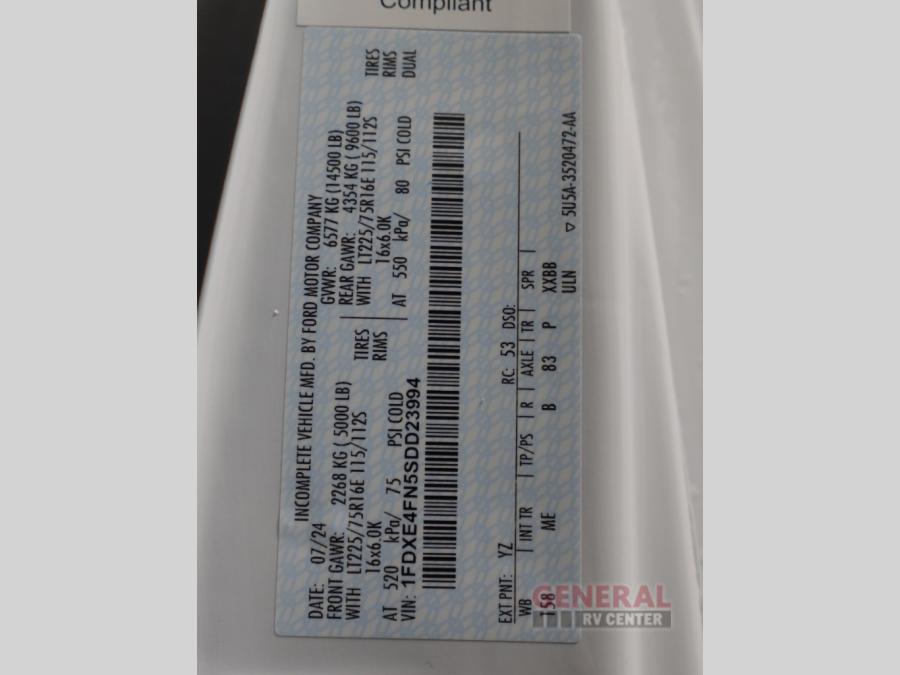 Compliant
INCOMPLETE VEHICLE MFD. BY FORD MOTOR COMPANY
DATE: 07/24 GVWR: 6577 KG (14500 LB)
FRONT GAWR: 2268 KG ( 5000 LB) REAR GAWR: 4354 KG ( 9600 LB)
WITH LT225/75R16E 115/112S TIRES WITH LT225/75R16E 115/112S TIRES
16x6.0K RIMS 16x6.0K RIMS
AT 520 kPa/ 75 PSI COLD AT 550 kPa/ 80 PSI COLD DUAL
VIN: 1FDXE4FN5SDD23994
EXT PNT: YZ RC: 53 DSO:
WB INT TR TP/PS R AXLE TR SPR
158 ME B 83 P XXBB
ULN
▽ 5U5A-3520472-AA
GENERAL
RV CENTER